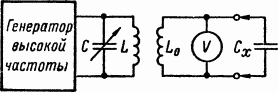 Генератор
высокой
частоты
C
L
L₀
V
Cₓ